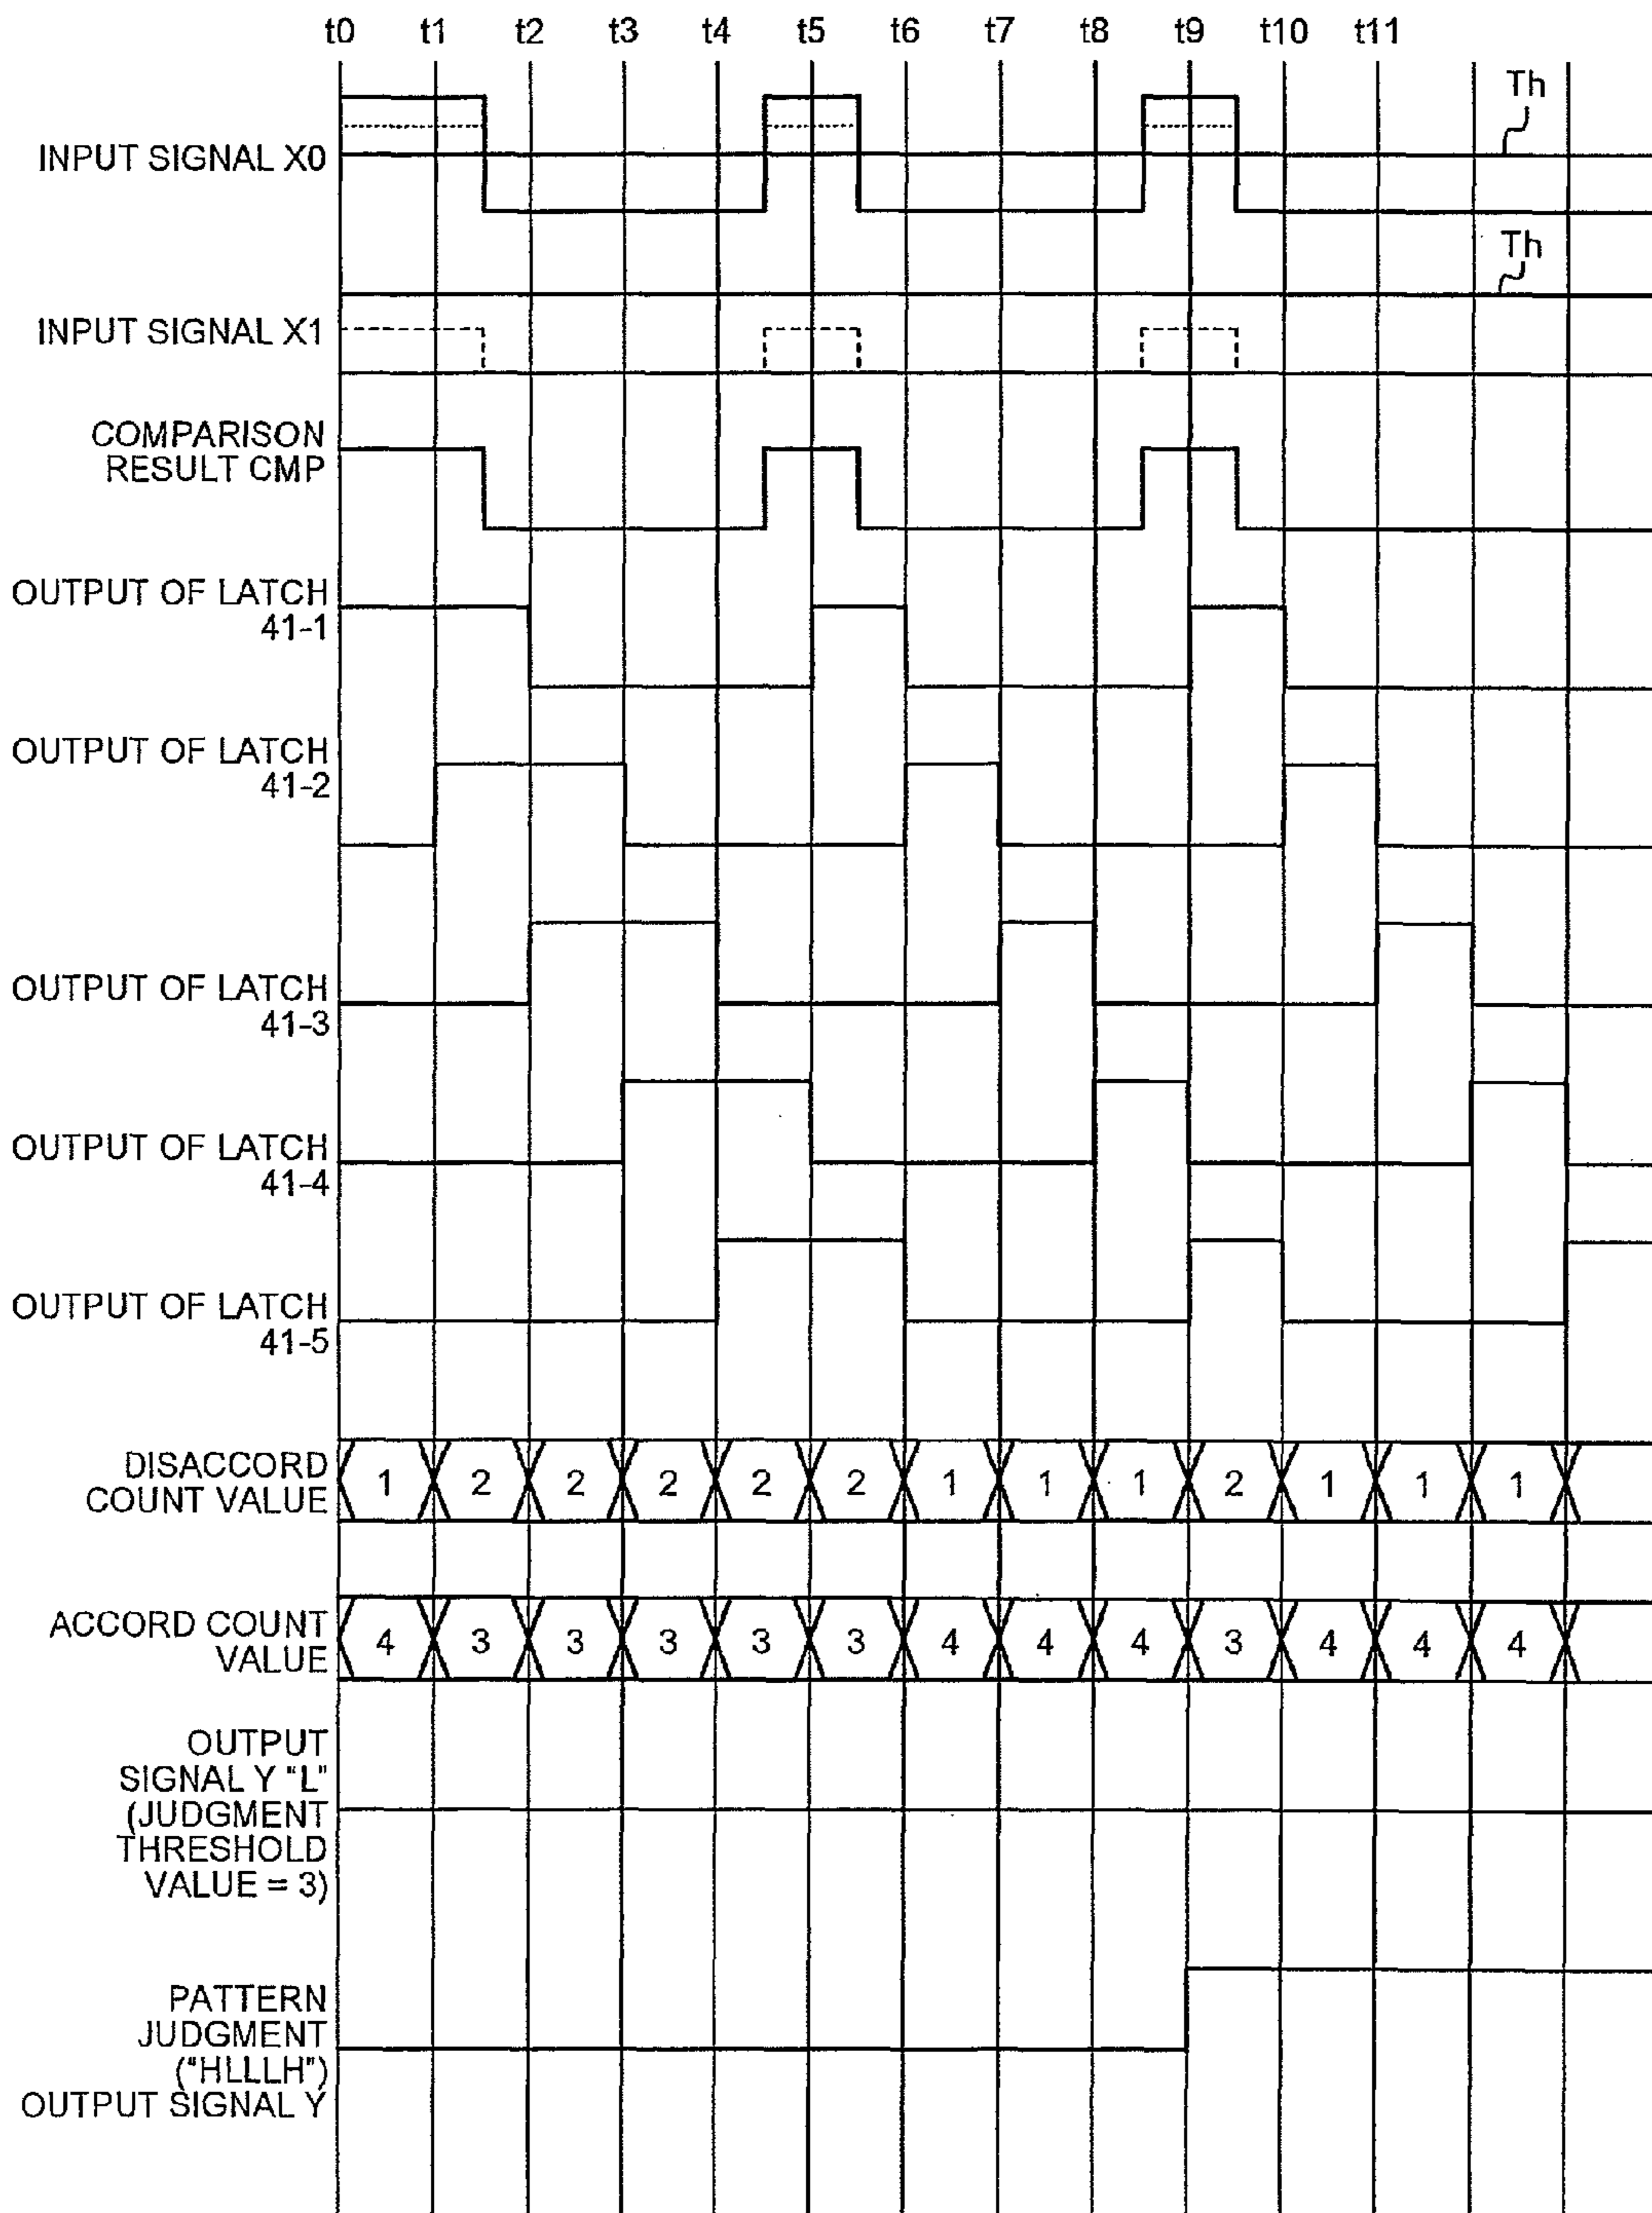 t0 t1 t2 t3 t4 t5 t6 t7 t8 t9 t10 t11
Th
INPUT SIGNAL X0
Th
INPUT SIGNAL X1
COMPARISON
RESULT CMP
OUTPUT OF LATCH
41-1
OUTPUT OF LATCH
41-2
OUTPUT OF LATCH
41-3
OUTPUT OF LATCH
41-4
OUTPUT OF LATCH
41-5
DISACCORD
COUNT VALUE
1 2 2 2 2 2 1 1 1 2 1 1 1
ACCORD COUNT
VALUE
4 3 3 3 3 3 4 4 4 3 4 4 4
OUTPUT
SIGNAL Y "L"
(JUDGMENT
THRESHOLD
VALUE = 3)
PATTERN
JUDGMENT
("HLLLH")
OUTPUT SIGNAL Y